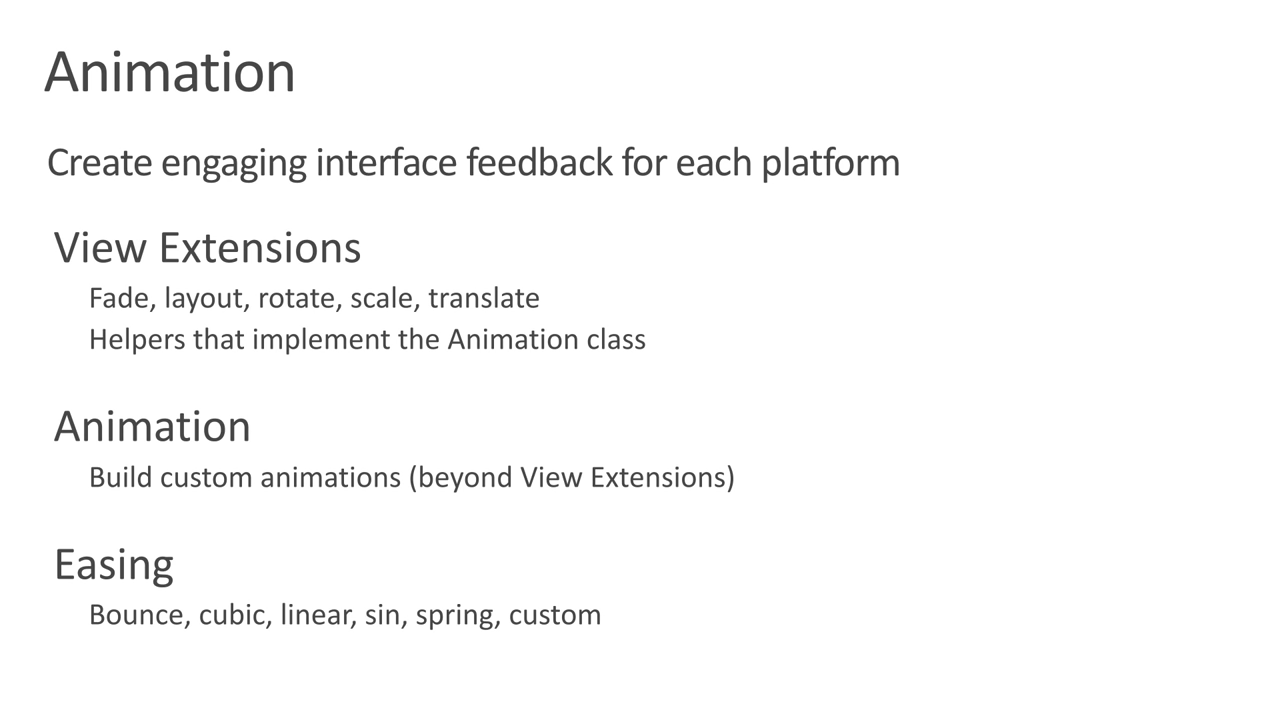 Animation
Create engaging interface feedback for each platform
View Extensions
Fade, layout, rotate, scale, translate
Helpers that implement the Animation class
Animation
Build custom animations (beyond View Extensions)
Easing
Bounce, cubic, linear, sin, spring, custom